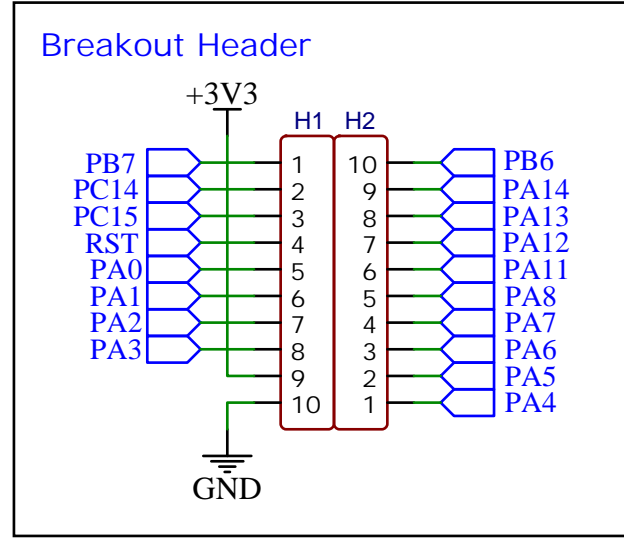 Breakout Header
+3V3
H1 H2
PB7 1 10 PB6
PC14 2 9 PA14
PC15 3 8 PA13
RST 4 7 PA12
PA0 5 6 PA11
PA1 6 5 PA8
PA2 7 4 PA7
PA3 8 3 PA6
9 2 PA5
10 1 PA4
GND